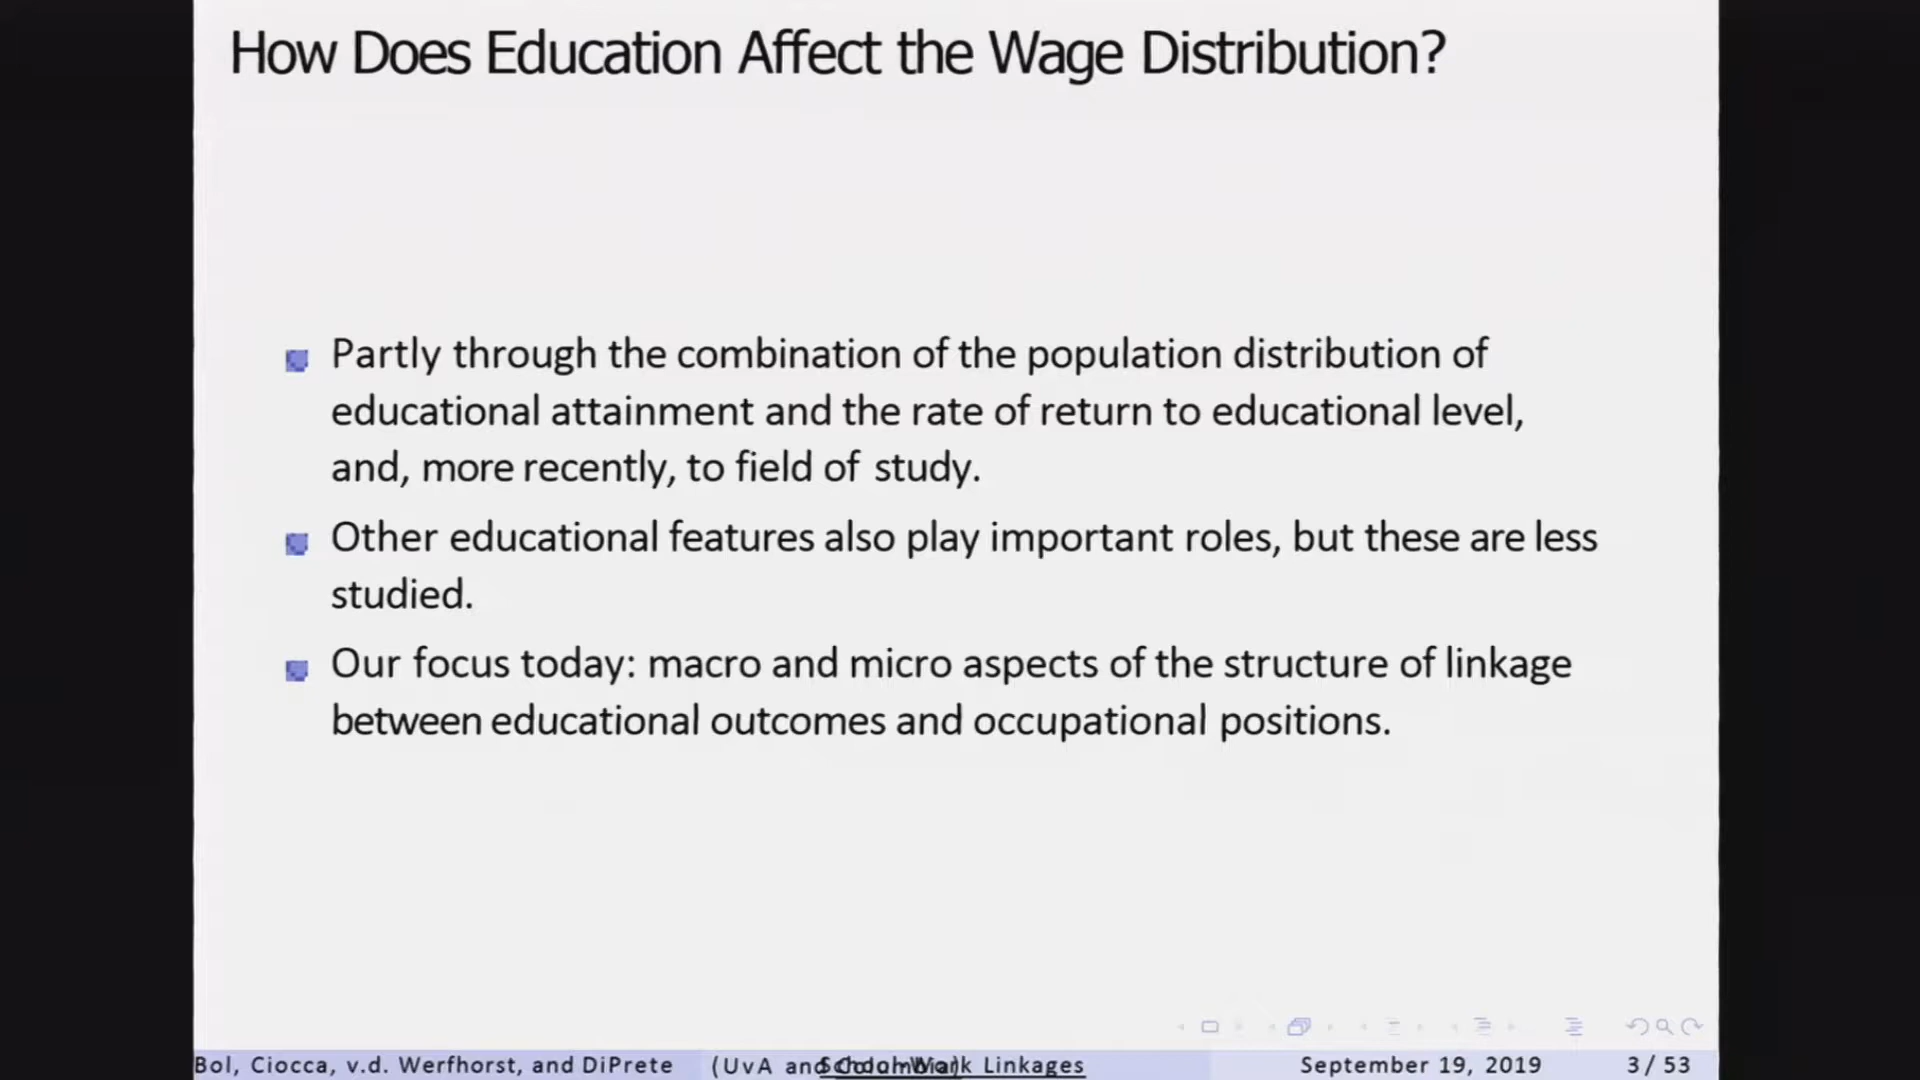 How Does Education Affect the Wage Distribution?
Partly through the combination of the population distribution of
educational attainment and the rate of return to educational level,
and, more recently, to field of study.
Other educational features also play important roles, but these are less
studied.
Our focus today: macro and micro aspects of the structure of linkage
between educational outcomes and occupational positions.
Bol, Ciocca, v.d. Werfhorst, and DiPrete (UvA and Columbia) School-Work Linkages September 19, 2019 3 / 53